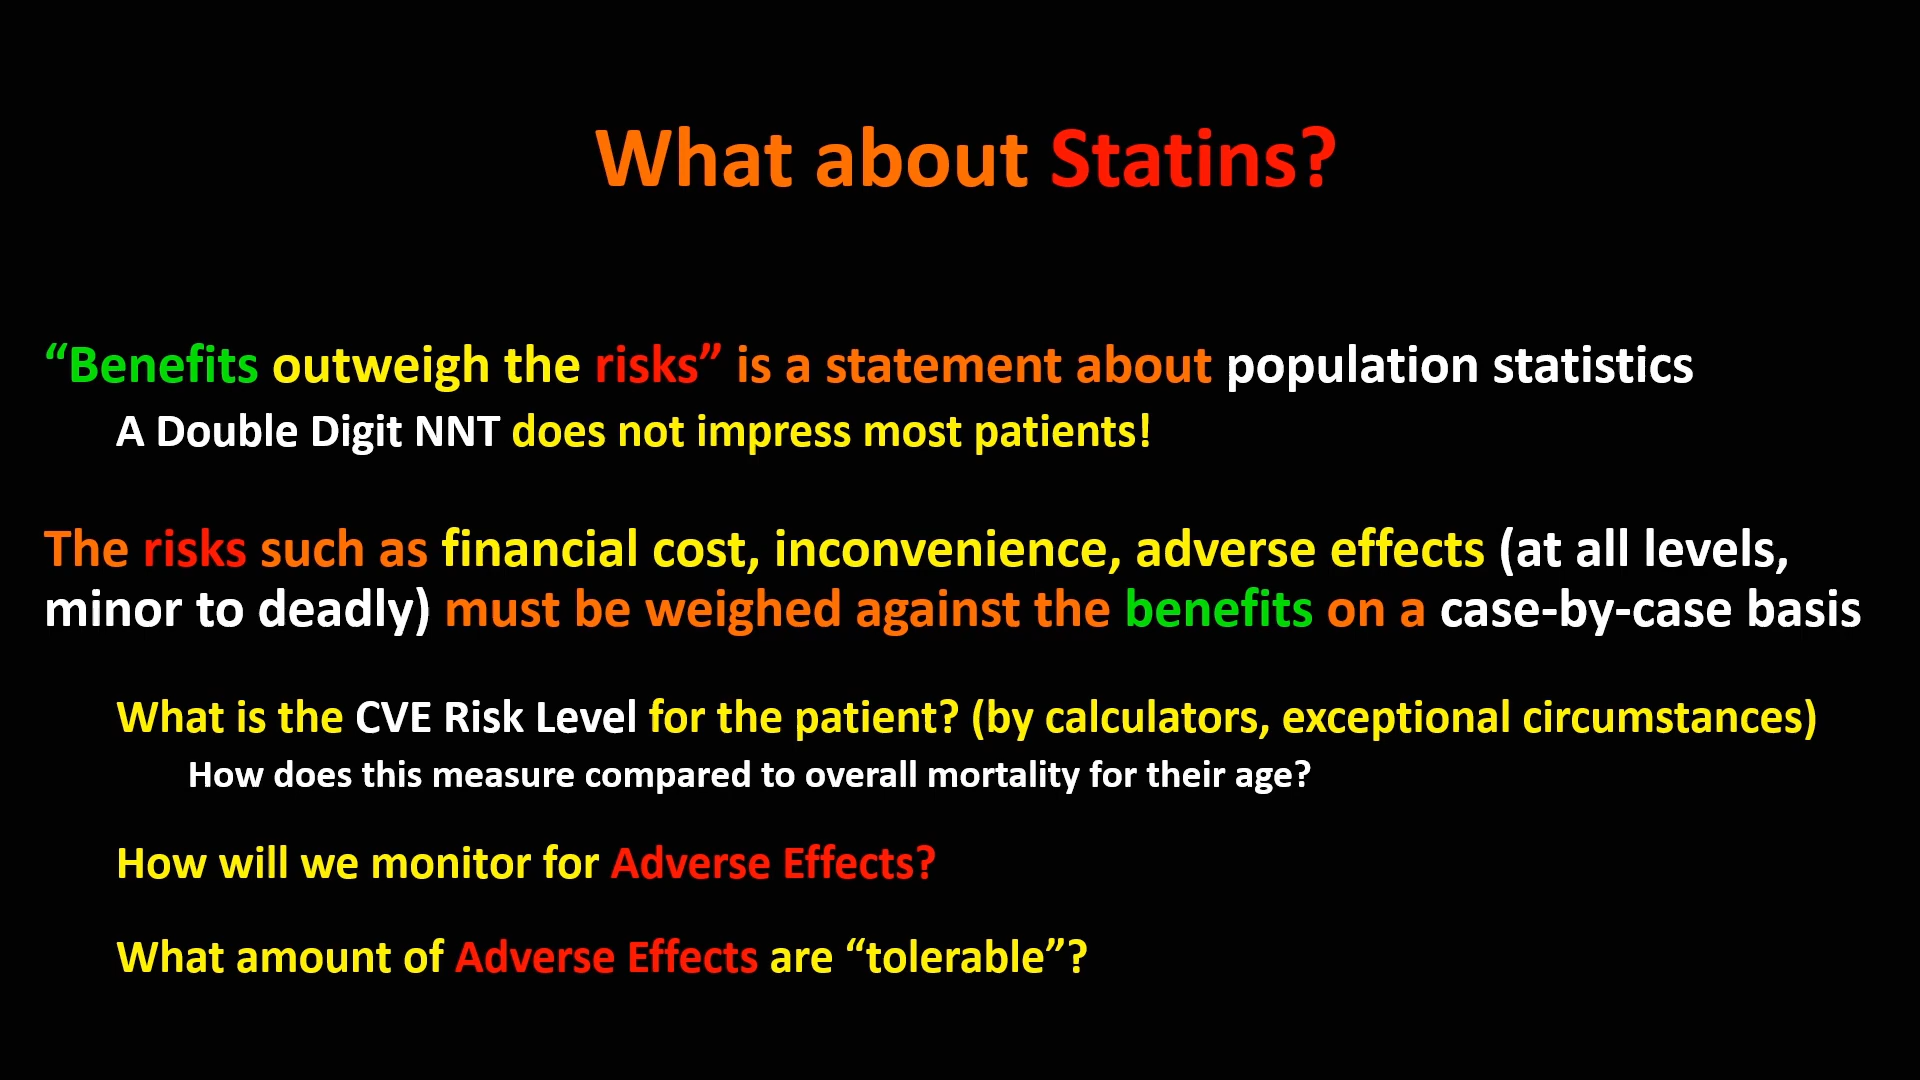 What about Statins?
“Benefits outweigh the risks” is a statement about population statistics
A Double Digit NNT does not impress most patients!
The risks such as financial cost, inconvenience, adverse effects (at all levels,
minor to deadly) must be weighed against the benefits on a case-by-case basis
What is the CVE Risk Level for the patient? (by calculators, exceptional circumstances)
How does this measure compared to overall mortality for their age?
How will we monitor for Adverse Effects?
What amount of Adverse Effects are “tolerable”?